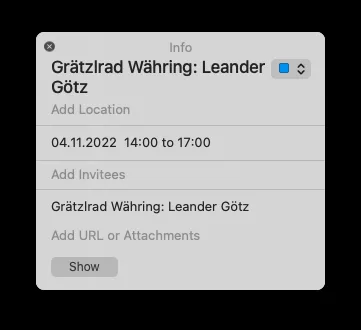 Info
Grätzlrad Währing: Leander
Götz
Add Location
04.11.2022 14:00 to 17:00
Add Invitees
Grätzlrad Währing: Leander Götz
Add URL or Attachments
Show